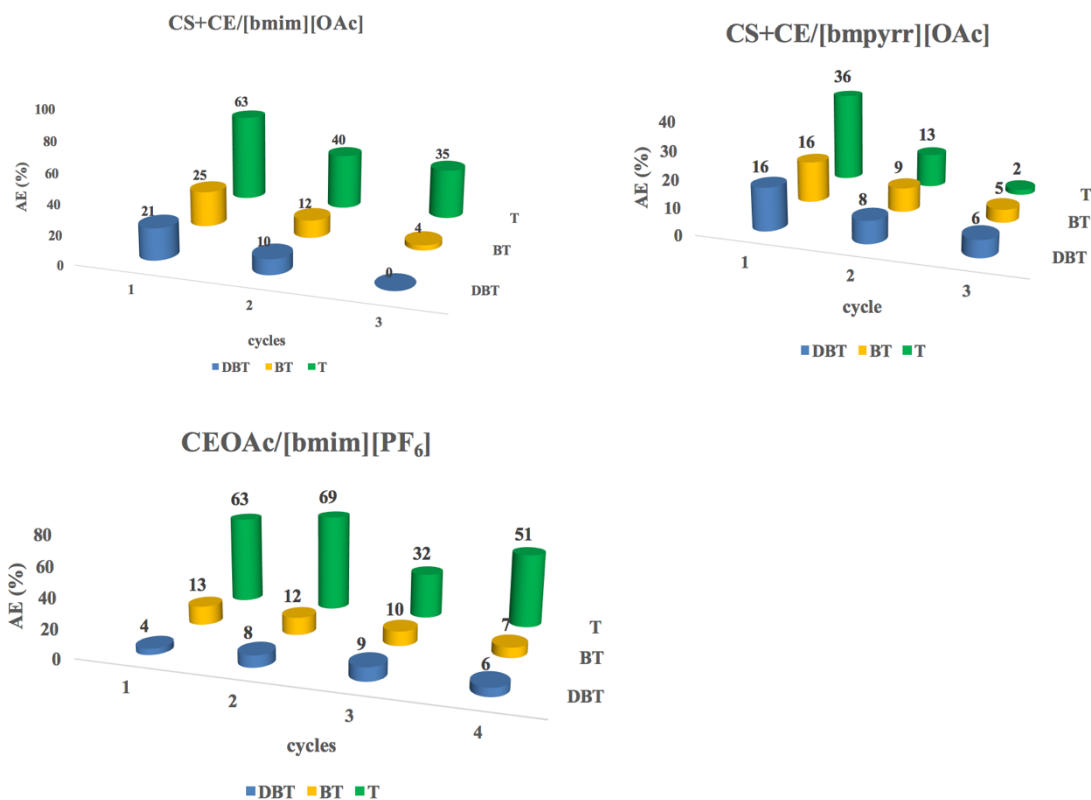 CS+CE/[bmim][OAc]
100
80
60
40
20
0
AE (%)
63
40
35
25
12
4
21
10
0
T
BT
DBT
1
2
3
cycles
DBT BT T
CS+CE/[bmpyrr][OAc]
40
30
20
10
0
AE (%)
36
13
2
16
9
5
16
8
6
T
BT
DBT
1
2
3
cycle
DBT BT T
CEOAc/[bmim][PF₆]
80
60
40
20
0
AE (%)
63
69
32
51
13
12
10
7
4
8
9
6
T
BT
DBT
1
2
3
4
cycles
DBT BT T